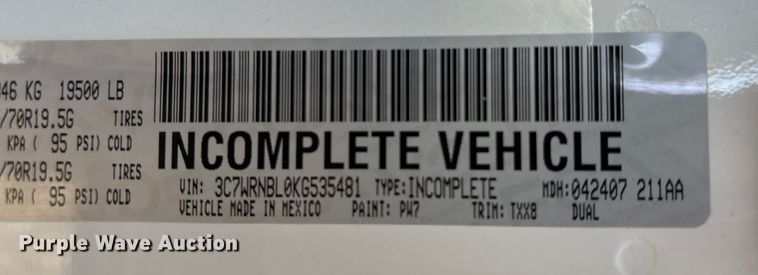 046 KG 19500 LB
/70R19.5G TIRES
KPA ( 95 PSI) COLD
/70R19.5G TIRES
KPA ( 95 PSI) COLD
INCOMPLETE VEHICLE
VIN: 3C7WRNBL0KG535481 TYPE:INCOMPLETE MDH:042407 211AA
VEHICLE MADE IN MEXICO PAINT: PW7 TRIM: TXX8 DUAL
Purple Wave Auction